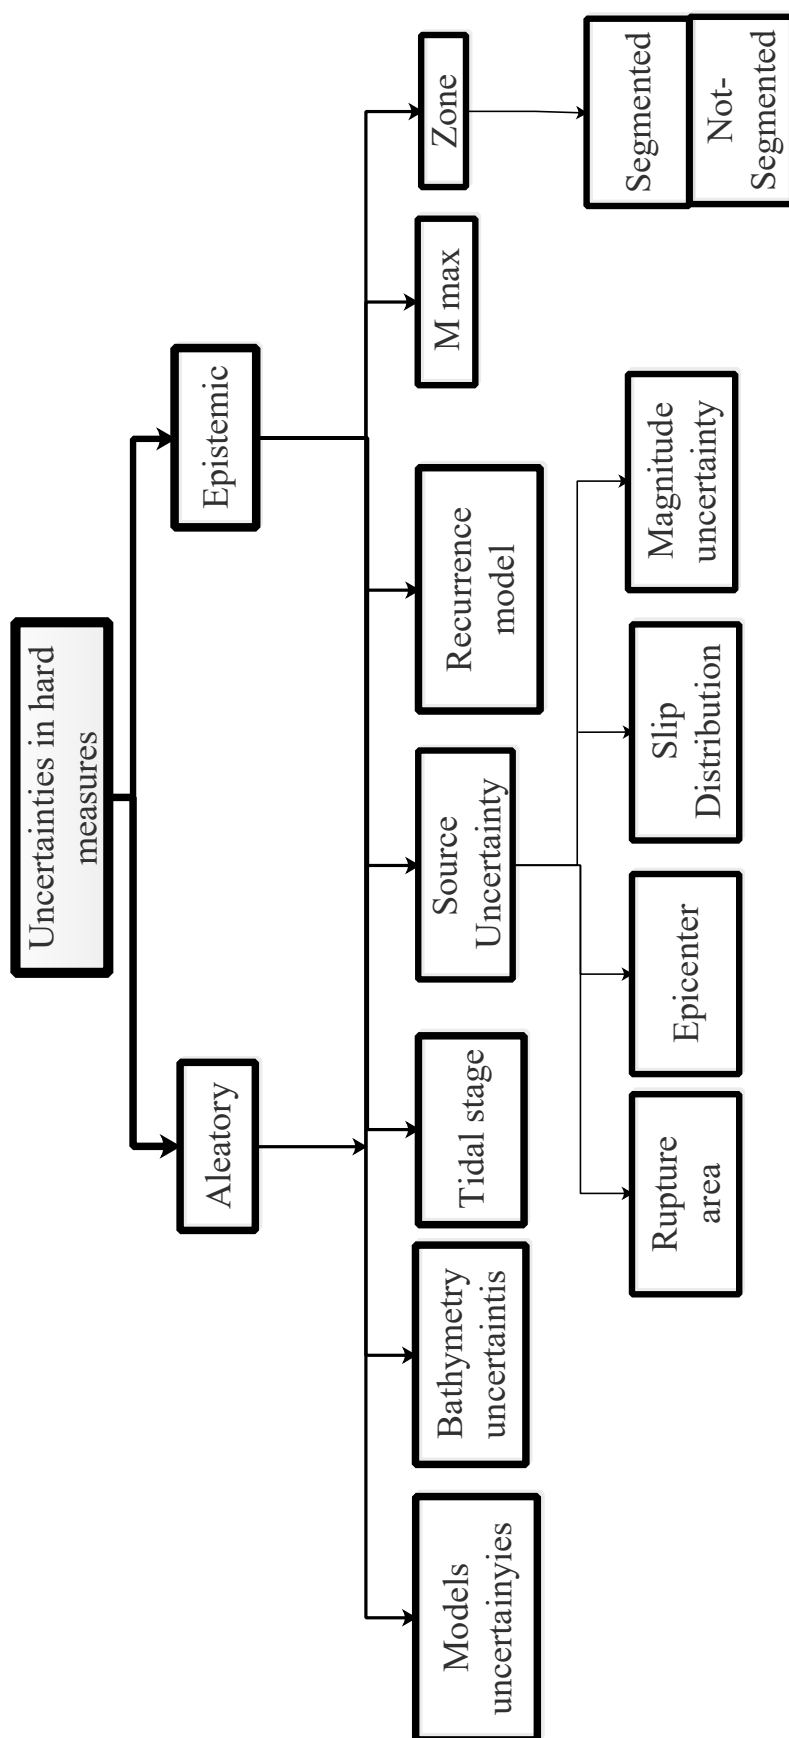 Uncertainties in hard
measures
Aleatory
Epistemic
Models
uncertainyies
Bathymetry
uncertaintis
Tidal stage
Source
Uncertainty
Recurrence
model
M max
Zone
Rupture
area
Epicenter
Slip
Distribution
Magnitude
uncertainty
Segmented
Not-
Segmented